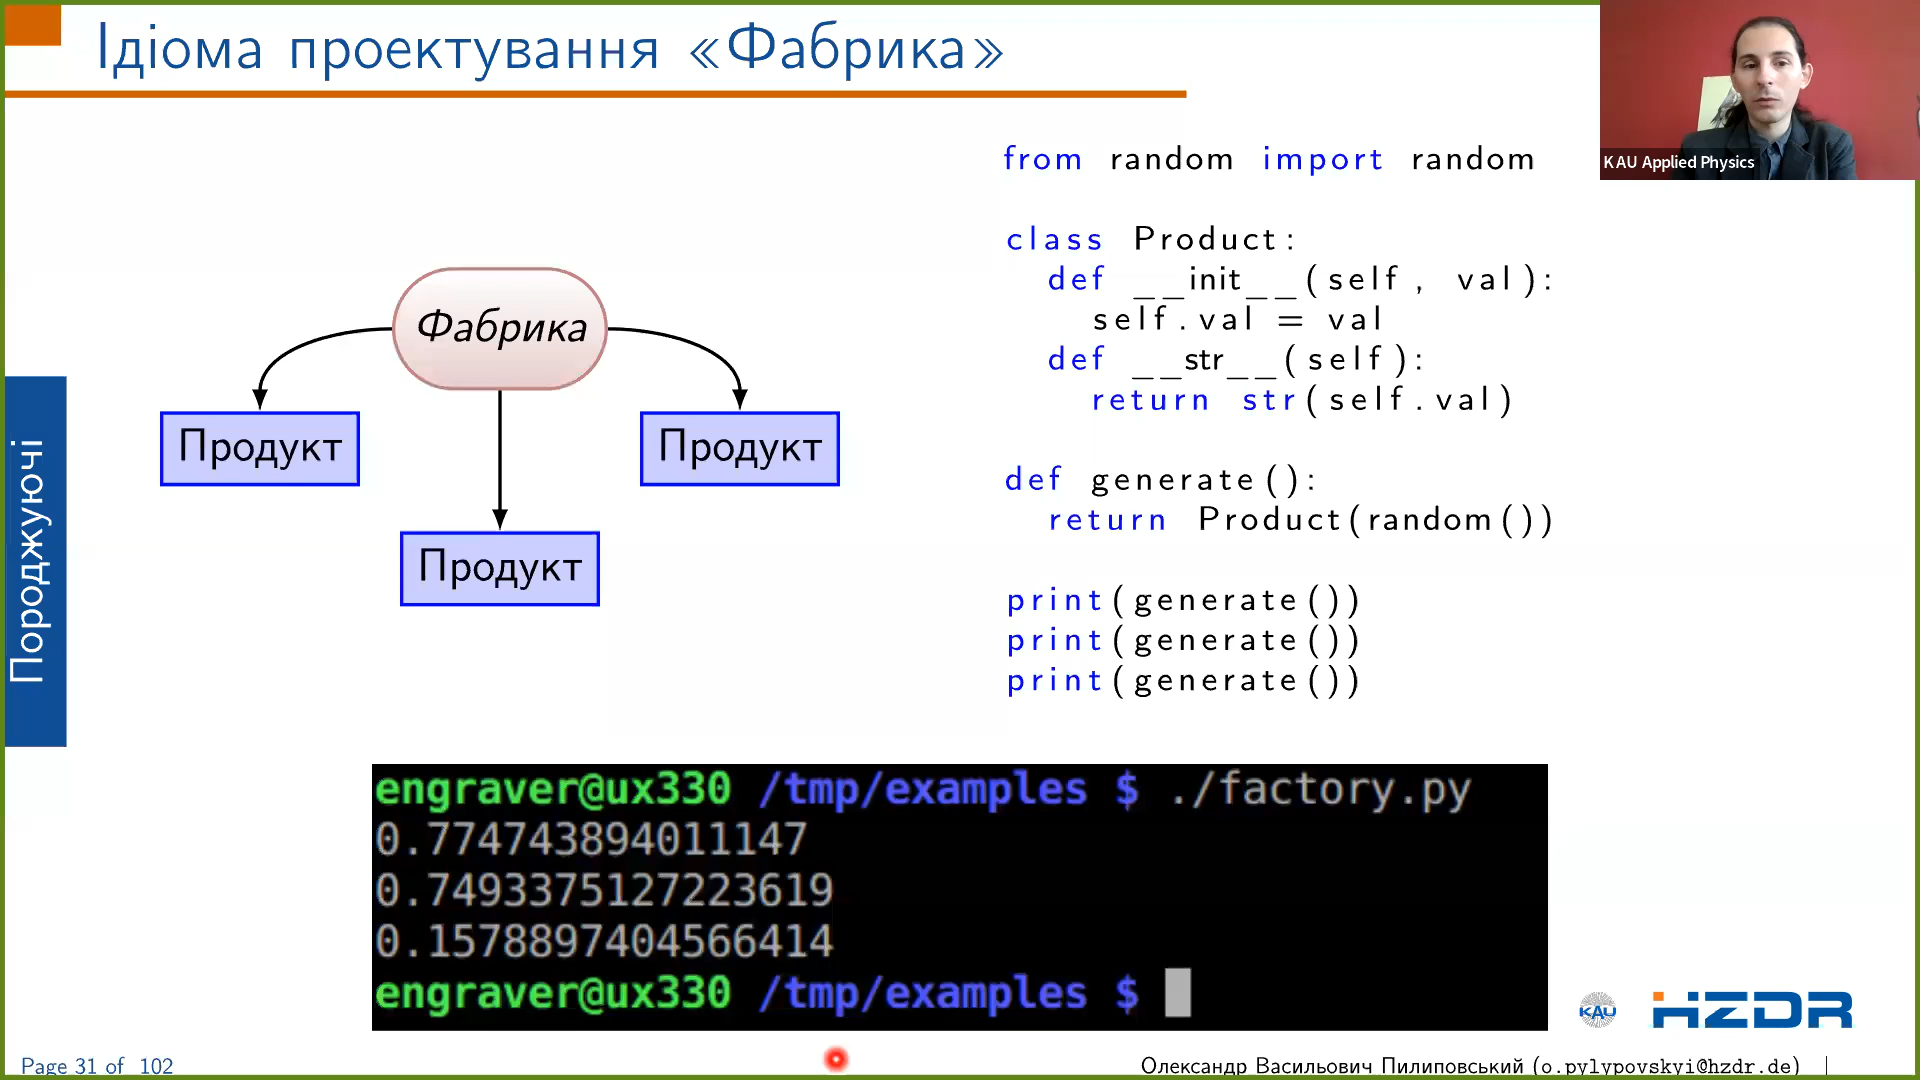 Ідіома проектування «Фабрика»
KAU Applied Physics
Породжуючі
Фабрика
Продукт
Продукт
Продукт
from random import random
class Product:
def __init__(self, val):
self.val = val
def __str__(self):
return str(self.val)
def generate():
return Product(random())
print(generate())
print(generate())
print(generate())
engraver@ux330 /tmp/examples $ ./factory.py
0.774743894011147
0.7493375127223619
0.1578897404566414
engraver@ux330 /tmp/examples $
KAU
HZDR
Page 31 of 102
Олександр Васильович Пилиповський (o.pylypovskyi@hzdr.de) |